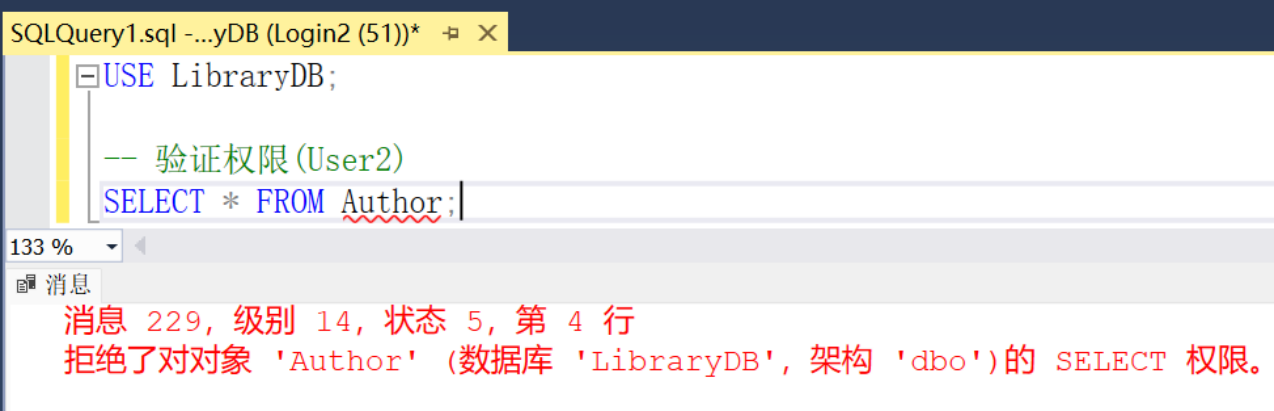 SQLQuery1.sql -...yDB (Login2 (51))*
USE LibraryDB;
-- 验证权限(User2)
SELECT * FROM Author;
133 %
消息
消息 229, 级别 14, 状态 5, 第 4 行
拒绝了对对象 'Author' (数据库 'LibraryDB', 架构 'dbo')的 SELECT 权限。